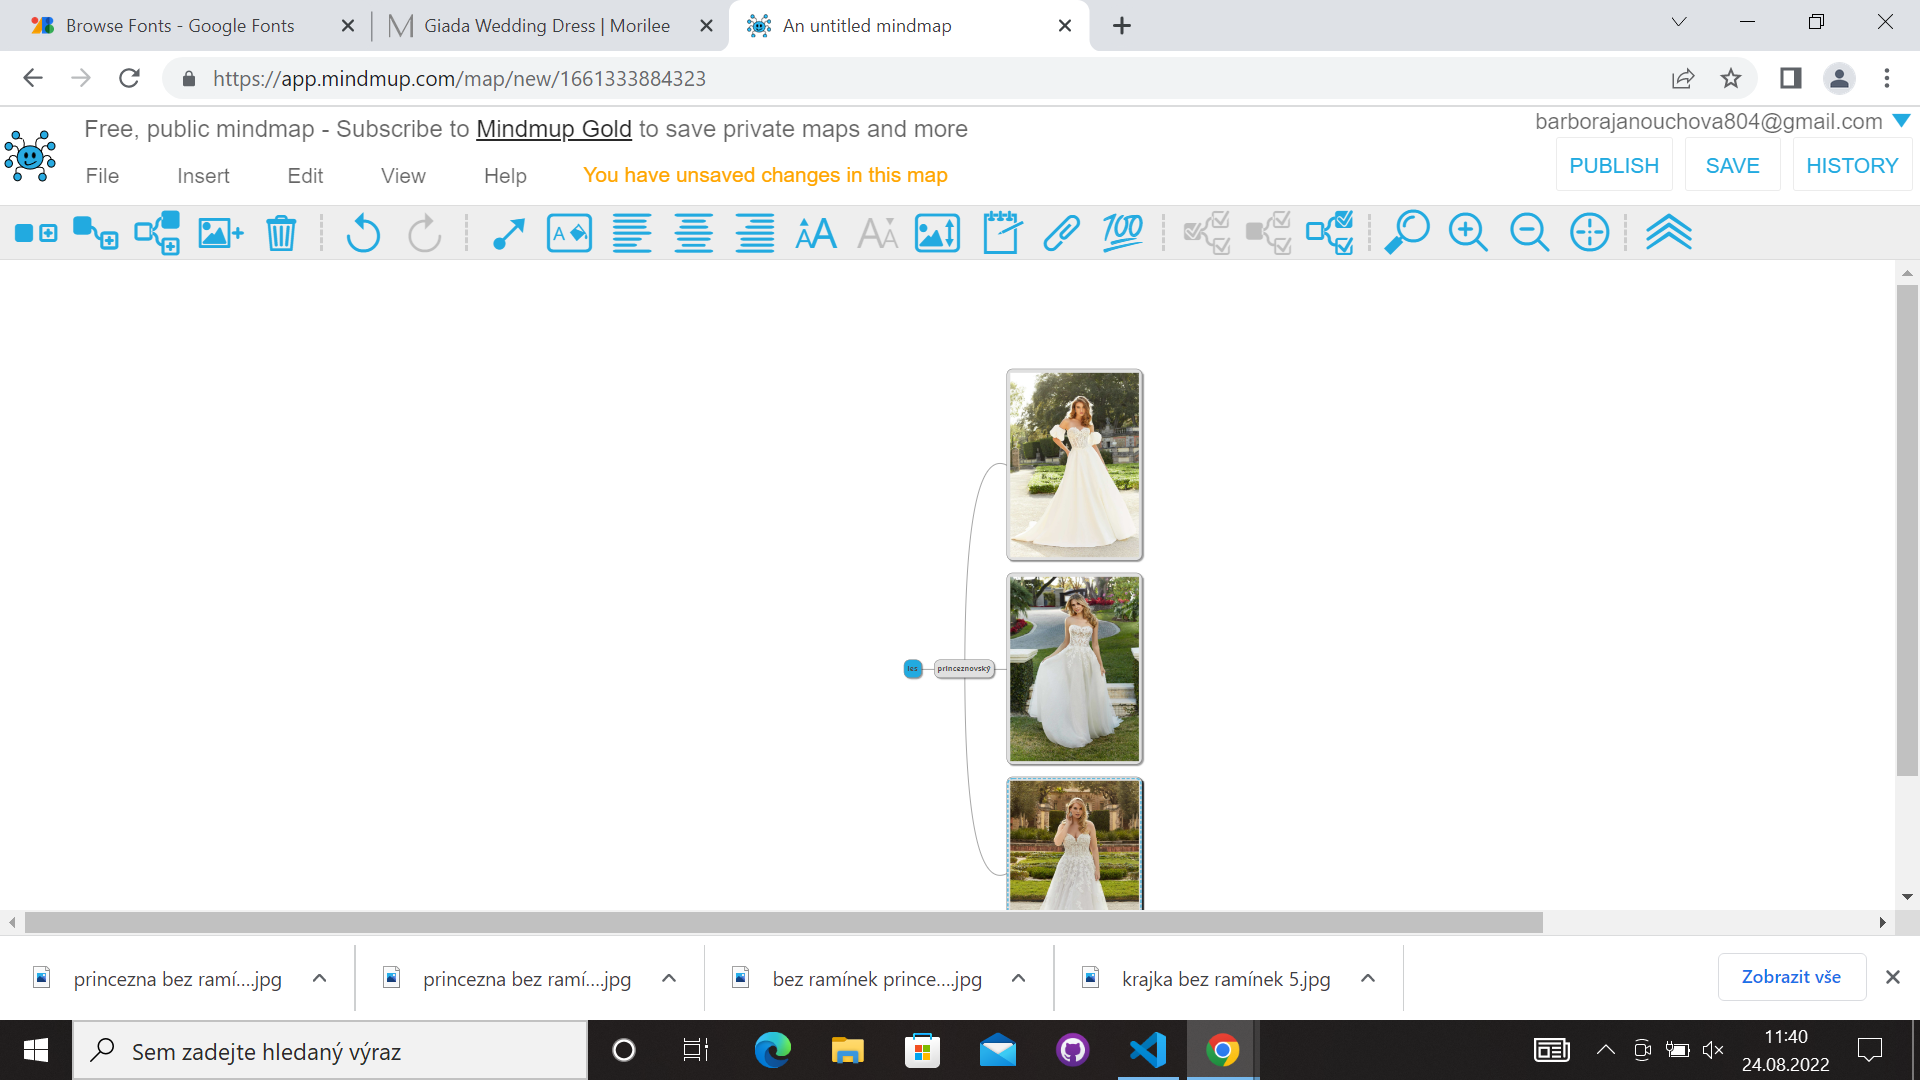 Browse Fonts - Google Fonts
Giada Wedding Dress | Morilee
An untitled mindmap
https://app.mindmup.com/map/new/1661333884323
Free, public mindmap - Subscribe to Mindmup Gold to save private maps and more
barborajanouchova804@gmail.com
File Insert Edit View Help
You have unsaved changes in this map
PUBLISH SAVE HISTORY
les
princeznovský
princezna bez ramí....jpg
princezna bez ramí....jpg
bez ramínek prince....jpg
krajka bez ramínek 5.jpg
Zobrazit vše
Sem zadejte hledaný výraz
11:40
24.08.2022